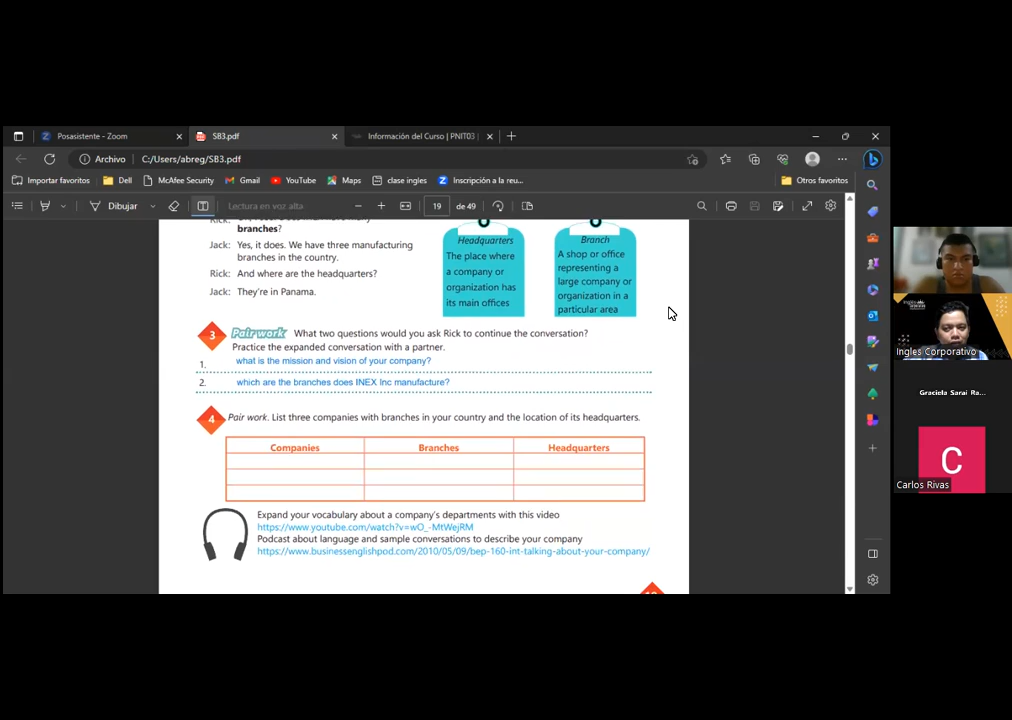 Posasistente - Zoom
SB3.pdf
Información del Curso | PNIT03
Archivo
C:/Users/abreg/SB3.pdf
Importar favoritos
Dell
McAfee Security
Gmail
YouTube
Maps
clase ingles
Inscripción a la reu...
Otros favoritos
Dibujar
Lectura en voz alta
19
de 49
Rick:
branches?
Jack: Yes, it does. We have three manufacturing
branches in the country.
Rick: And where are the headquarters?
Jack: They're in Panama.
Headquarters
The place where
a company or
organization has
its main offices
Branch
A shop or office
representing a
large company or
organization in a
particular area
3
Pair work
What two questions would you ask Rick to continue the conversation?
Practice the expanded conversation with a partner.
1. what is the mission and vision of your company?
2. which are the branches does INEX Inc manufacture?
4
Pair work. List three companies with branches in your country and the location of its headquarters.
Companies
Branches
Headquarters
Expand your vocabulary about a company's departments with this video
https://www.youtube.com/watch?v=wO_-MtWejRM
Podcast about language and sample conversations to describe your company
https://www.businessenglishpod.com/2010/05/09/bep-160-int-talking-about-your-company/
Ingles Corporativo
Graciela Sarai Ra...
C
Carlos Rivas